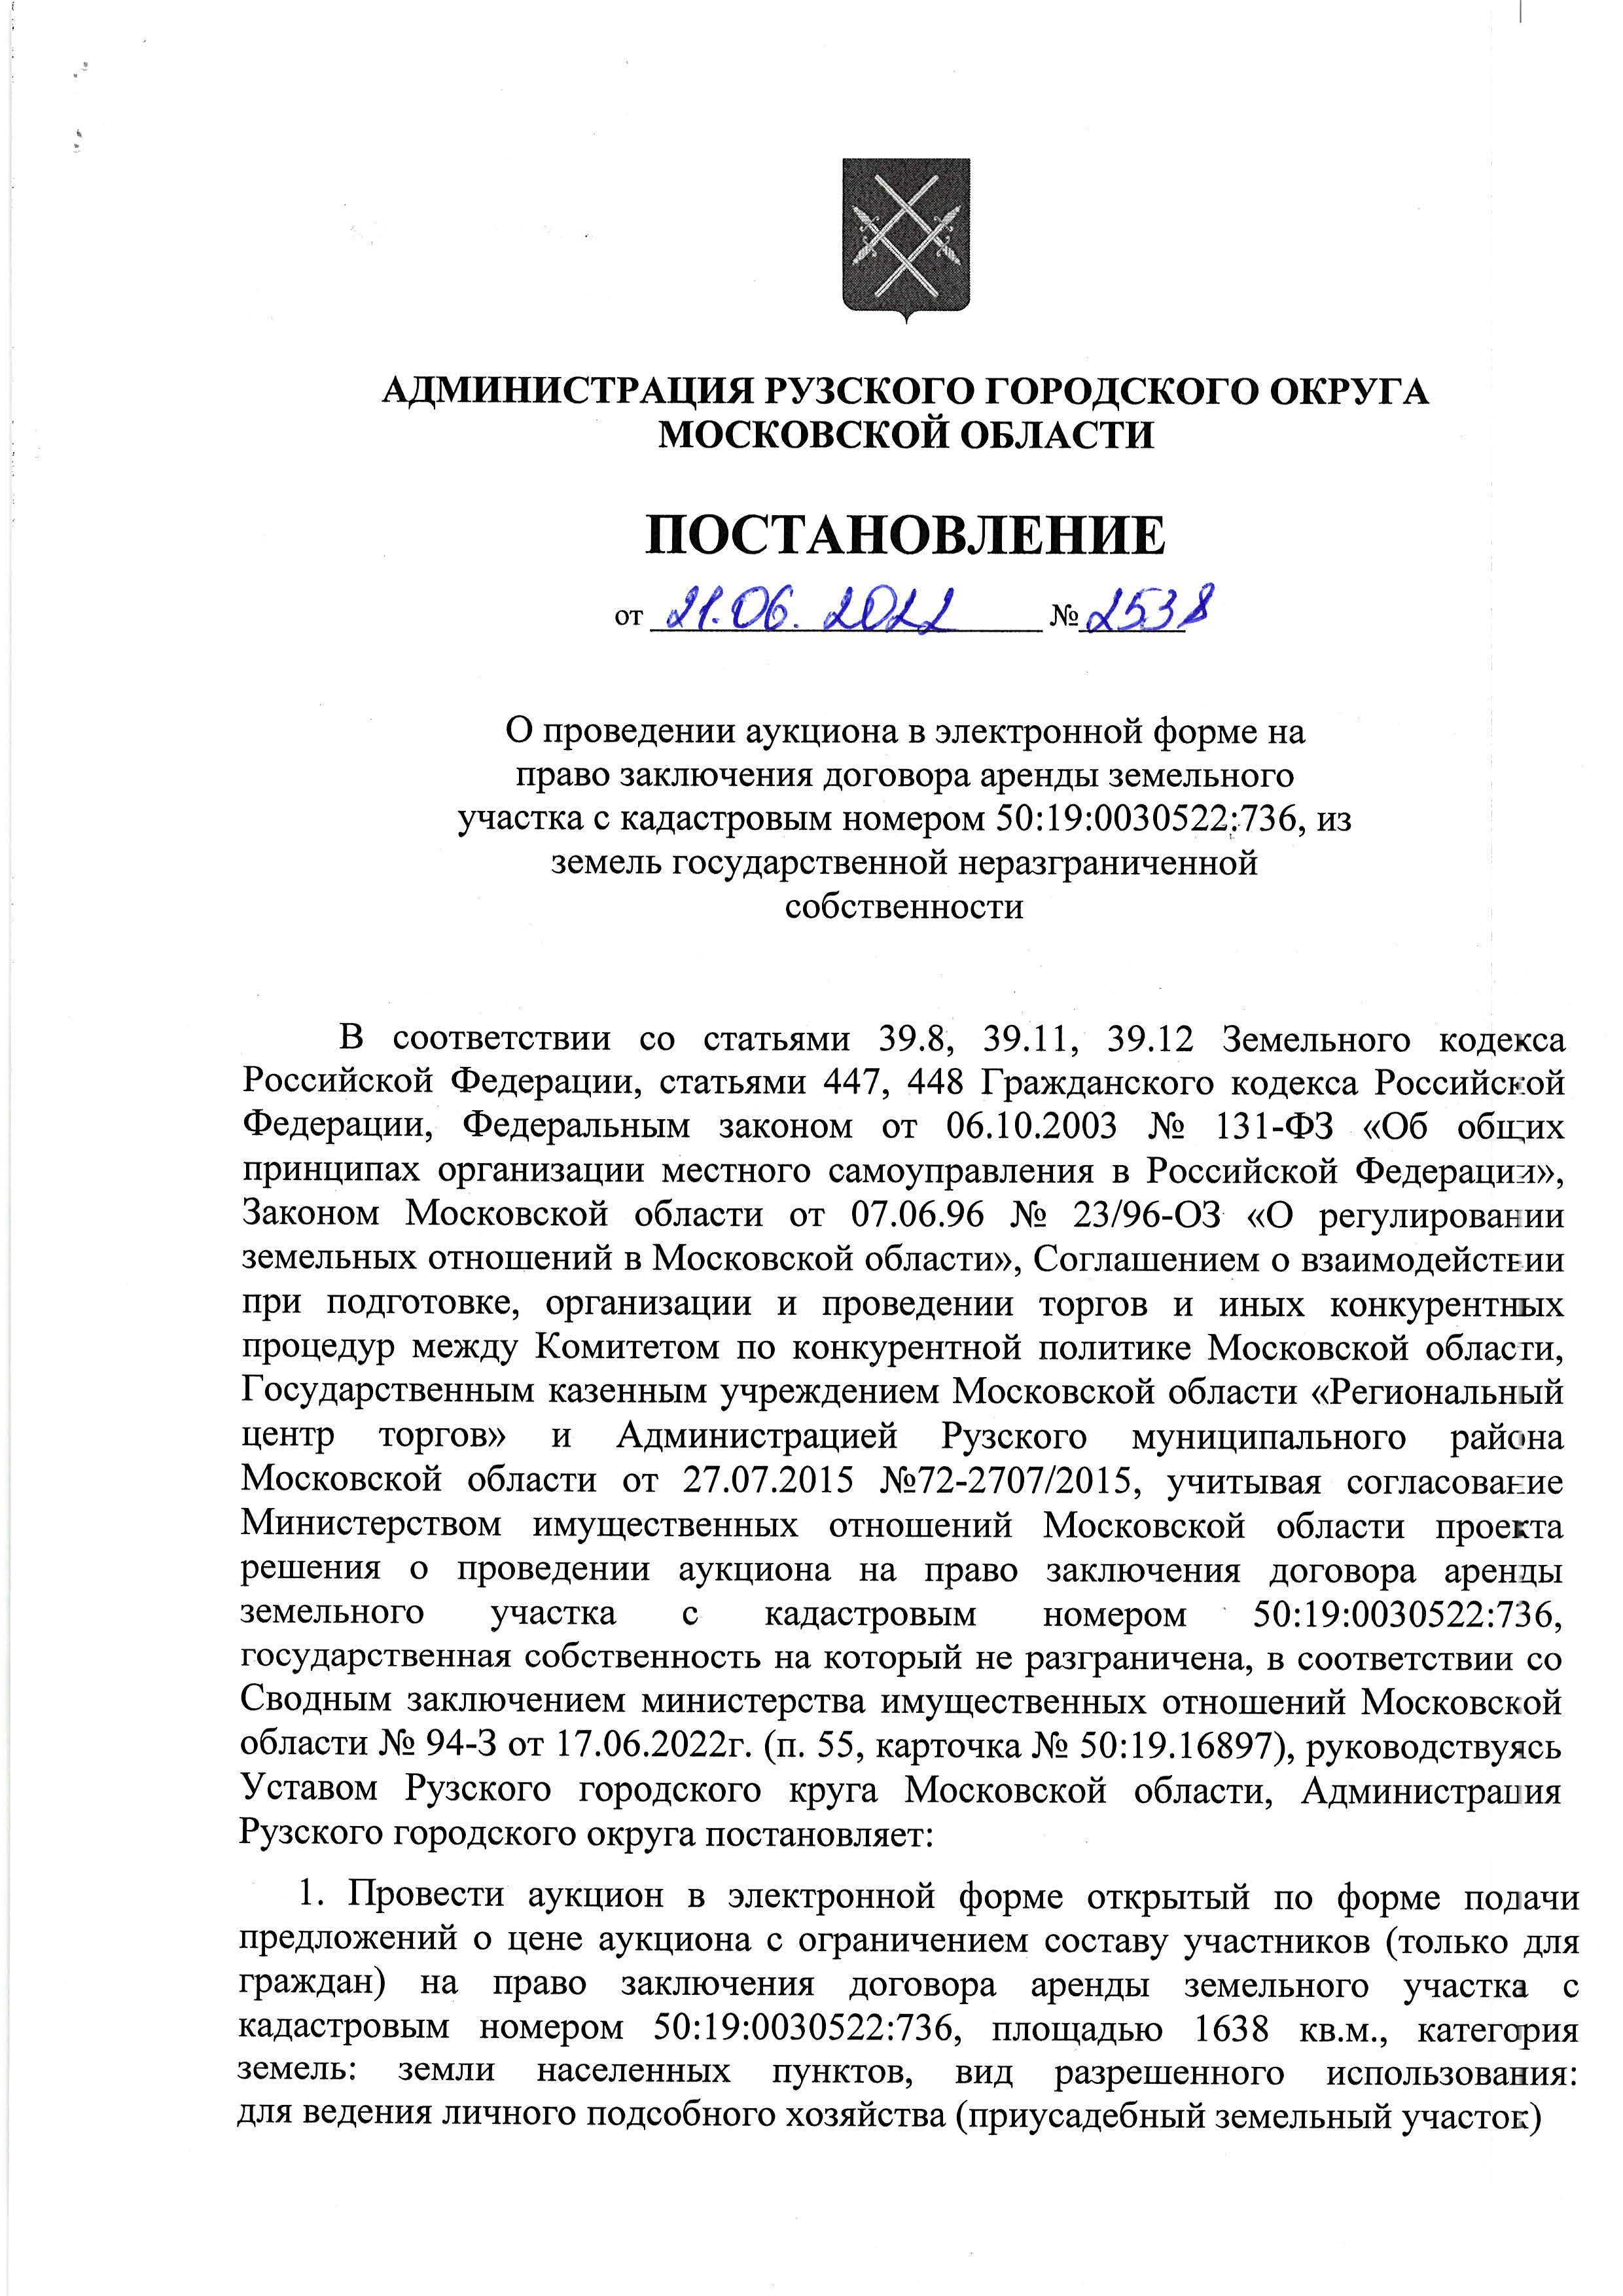 АДМИНИСТРАЦИЯ РУЗСКОГО ГОРОДСКОГО ОКРУГА
МОСКОВСКОЙ ОБЛАСТИ
ПОСТАНОВЛЕНИЕ
от 21.06.2022 № 2538
О проведении аукциона в электронной форме на
право заключения договора аренды земельного
участка с кадастровым номером 50:19:0030522:736, из
земель государственной неразграниченной
собственности
В соответствии со статьями 39.8, 39.11, 39.12 Земельного кодекса
Российской Федерации, статьями 447, 448 Гражданского кодекса Российской
Федерации, Федеральным законом от 06.10.2003 № 131-ФЗ «Об общих
принципах организации местного самоуправления в Российской Федерации»,
Законом Московской области от 07.06.96 № 23/96-ОЗ «О регулировании
земельных отношений в Московской области», Соглашением о взаимодействии
при подготовке, организации и проведении торгов и иных конкурентных
процедур между Комитетом по конкурентной политике Московской области,
Государственным казенным учреждением Московской области «Региональный
центр торгов» и Администрацией Рузского муниципального района
Московской области от 27.07.2015 №72-2707/2015, учитывая согласование
Министерством имущественных отношений Московской области проекта
решения о проведении аукциона на право заключения договора аренды
земельного участка с кадастровым номером 50:19:0030522:736,
государственная собственность на который не разграничена, в соответствии со
Сводным заключением министерства имущественных отношений Московской
области № 94-З от 17.06.2022г. (п. 55, карточка № 50:19.16897), руководствуясь
Уставом Рузского городского круга Московской области, Администрация
Рузского городского округа постановляет:
1. Провести аукцион в электронной форме открытый по форме подачи
предложений о цене аукциона с ограничением составу участников (только для
граждан) на право заключения договора аренды земельного участка с
кадастровым номером 50:19:0030522:736, площадью 1638 кв.м., категория
земель: земли населенных пунктов, вид разрешенного использования:
для ведения личного подсобного хозяйства (приусадебный земельный участок)